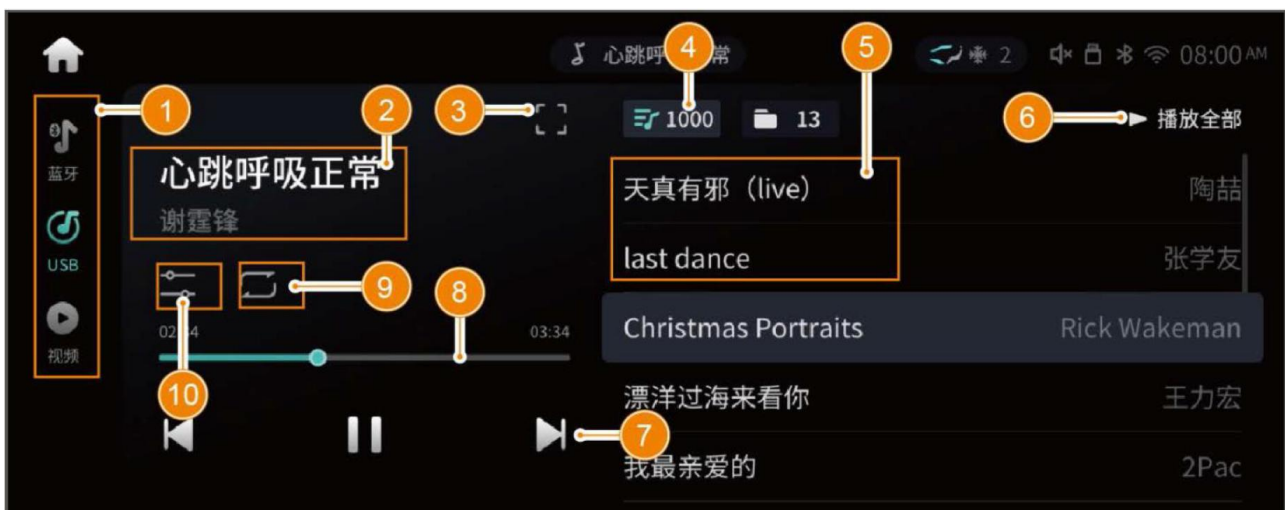 心跳呼 常
2
08:00 AM
蓝牙
USB
视频
心跳呼吸正常
谢霆锋
02: 4
03:34
1000
13
播放全部
天真有邪（live）
陶喆
last dance
张学友
Christmas Portraits
Rick Wakeman
漂洋过海来看你
王力宏
我最亲爱的
2Pac
1
2
3
4
5
6
7
8
9
10